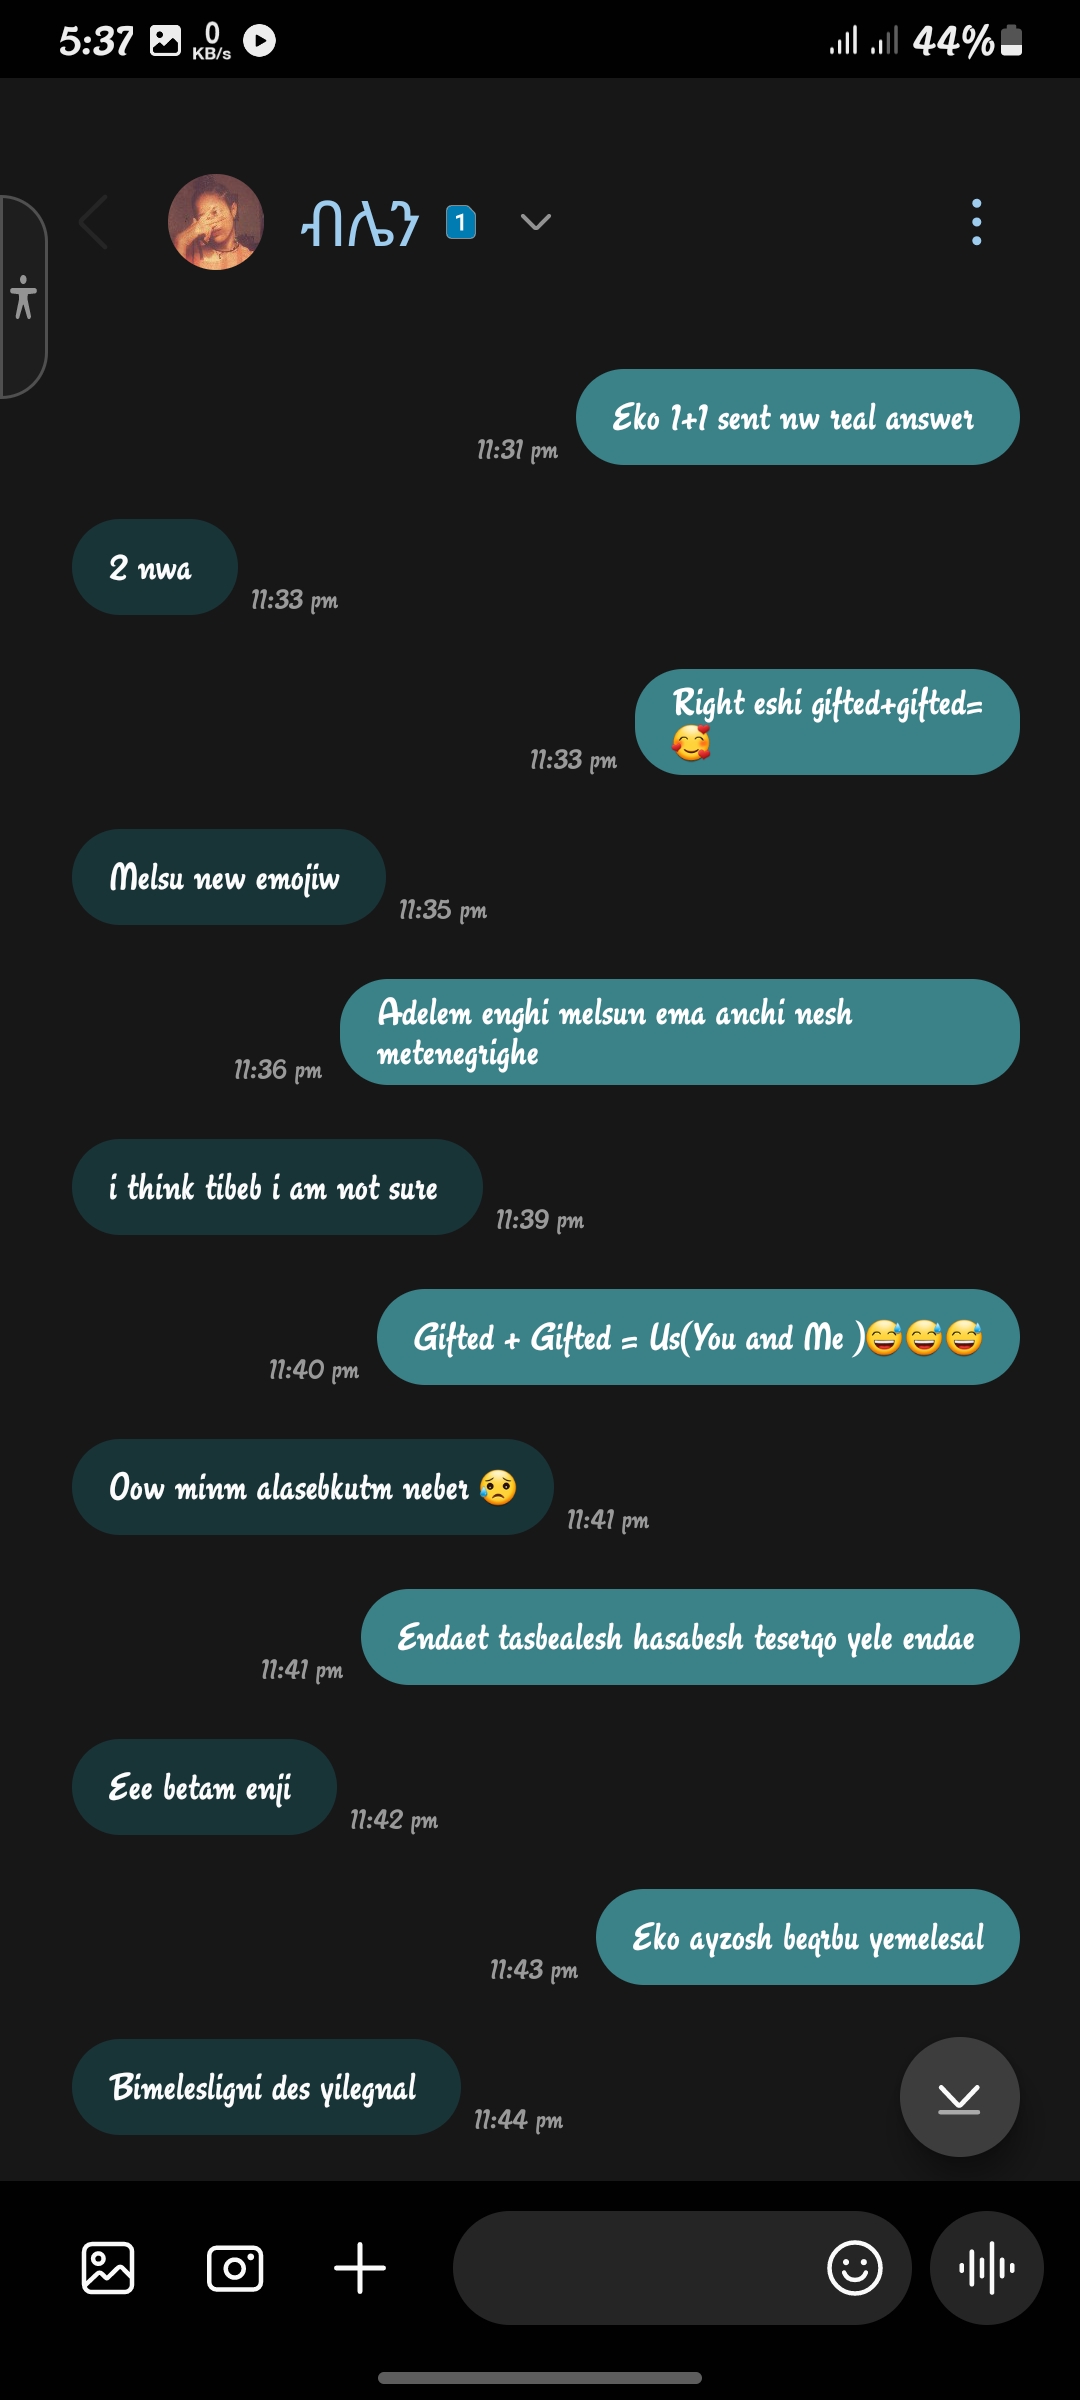 5:37 0 KB/s 44%
ብሌን 1
Eko 1+1 sent nw real answer
11:31 pm
2 nwa
11:33 pm
Right eshi gifted+gifted=
🥰
11:33 pm
Melsu new emojiw
11:35 pm
Adelem enghi melsun ema anchi nesh
metenegrighe
11:36 pm
i think tibeb i am not sure
11:39 pm
Gifted + Gifted = Us(You and Me )😅😅😅
11:40 pm
Oow minm alasebkutm neber 😥
11:41 pm
Endaet tasbealesh hasabesh teserqo yele endae
11:41 pm
Eee betam enji
11:42 pm
Eko ayzosh beqrbu yemelesal
11:43 pm
Bimelesligni des yilegnal
11:44 pm